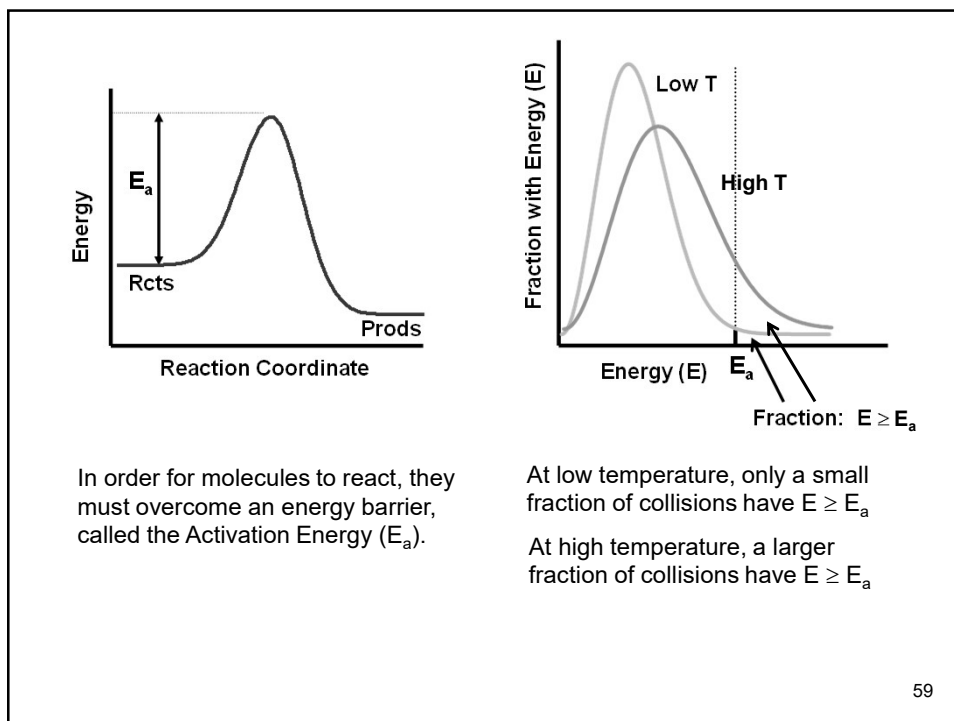 Energy
Eₐ
Rcts
Prods
Reaction Coordinate
Fraction with Energy (E)
Low T
High T
Energy (E)
Eₐ
Fraction: E ≥ Eₐ
In order for molecules to react, they
must overcome an energy barrier,
called the Activation Energy (Eₐ).
At low temperature, only a small
fraction of collisions have E ≥ Eₐ
At high temperature, a larger
fraction of collisions have E ≥ Eₐ
59